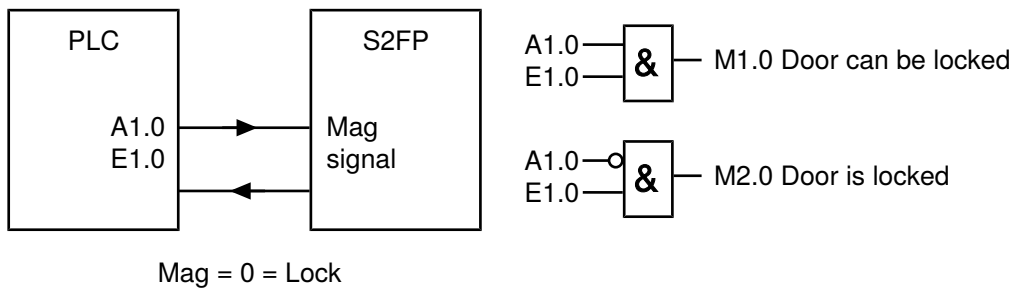 PLC
A1.0
E1.0
S2FP
Mag
signal
Mag = 0 = Lock
A1.0
E1.0
&
M1.0 Door can be locked
A1.0
E1.0
&
M2.0 Door is locked